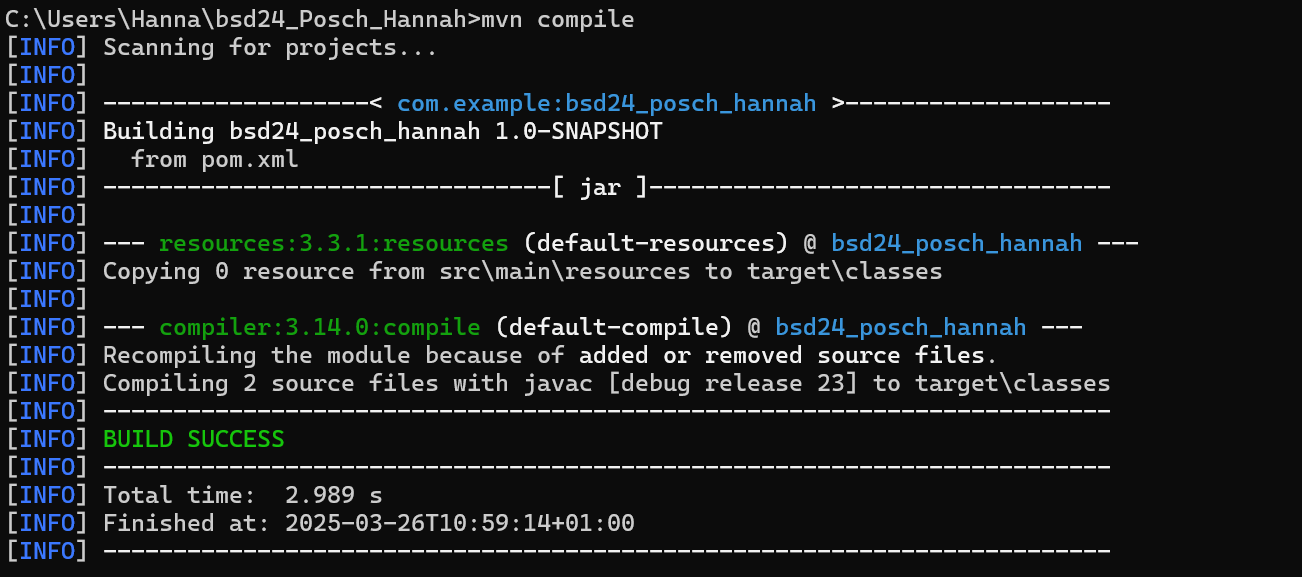 C:\Users\Hanna\bsd24_Posch_Hannah>mvn compile
[INFO] Scanning for projects...
[INFO]
[INFO] -------------------< com.example:bsd24_posch_hannah >-------------------
[INFO] Building bsd24_posch_hannah 1.0-SNAPSHOT
[INFO]   from pom.xml
[INFO] --------------------------------[ jar ]---------------------------------
[INFO]
[INFO] --- resources:3.3.1:resources (default-resources) @ bsd24_posch_hannah ---
[INFO] Copying 0 resource from src\main\resources to target\classes
[INFO]
[INFO] --- compiler:3.14.0:compile (default-compile) @ bsd24_posch_hannah ---
[INFO] Recompiling the module because of added or removed source files.
[INFO] Compiling 2 source files with javac [debug release 23] to target\classes
[INFO] ------------------------------------------------------------------------
[INFO] BUILD SUCCESS
[INFO] ------------------------------------------------------------------------
[INFO] Total time:  2.989 s
[INFO] Finished at: 2025-03-26T10:59:14+01:00
[INFO] ------------------------------------------------------------------------